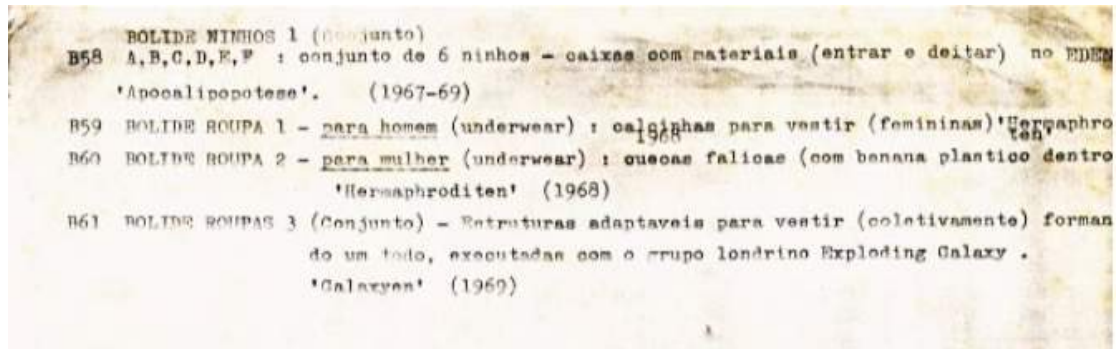 BOLIDE NINHOS 1 (Conjunto)
B58 A,B,C,D,E,F : conjunto de 6 ninhos - caixas com materiais (entrar e deitar) no EDEN
'Apocalipopotese'. (1967-69)
B59 BOLIDE ROUPA 1 - para homem (underwear) : calcinhas para vestir (femininas) 'Hermaphro
1968 ten'
B60 BOLIDE ROUPA 2 - para mulher (underwear) : cuecas falicas (com banana plastico dentro
'Hermaphroditen' (1968)
B61 BOLIDE ROUPAS 3 (Conjunto) - Estruturas adaptaveis para vestir (coletivamente) forman
do um todo, executadas com o grupo londrino Exploding Galaxy .
'Galaxyen' (1969)